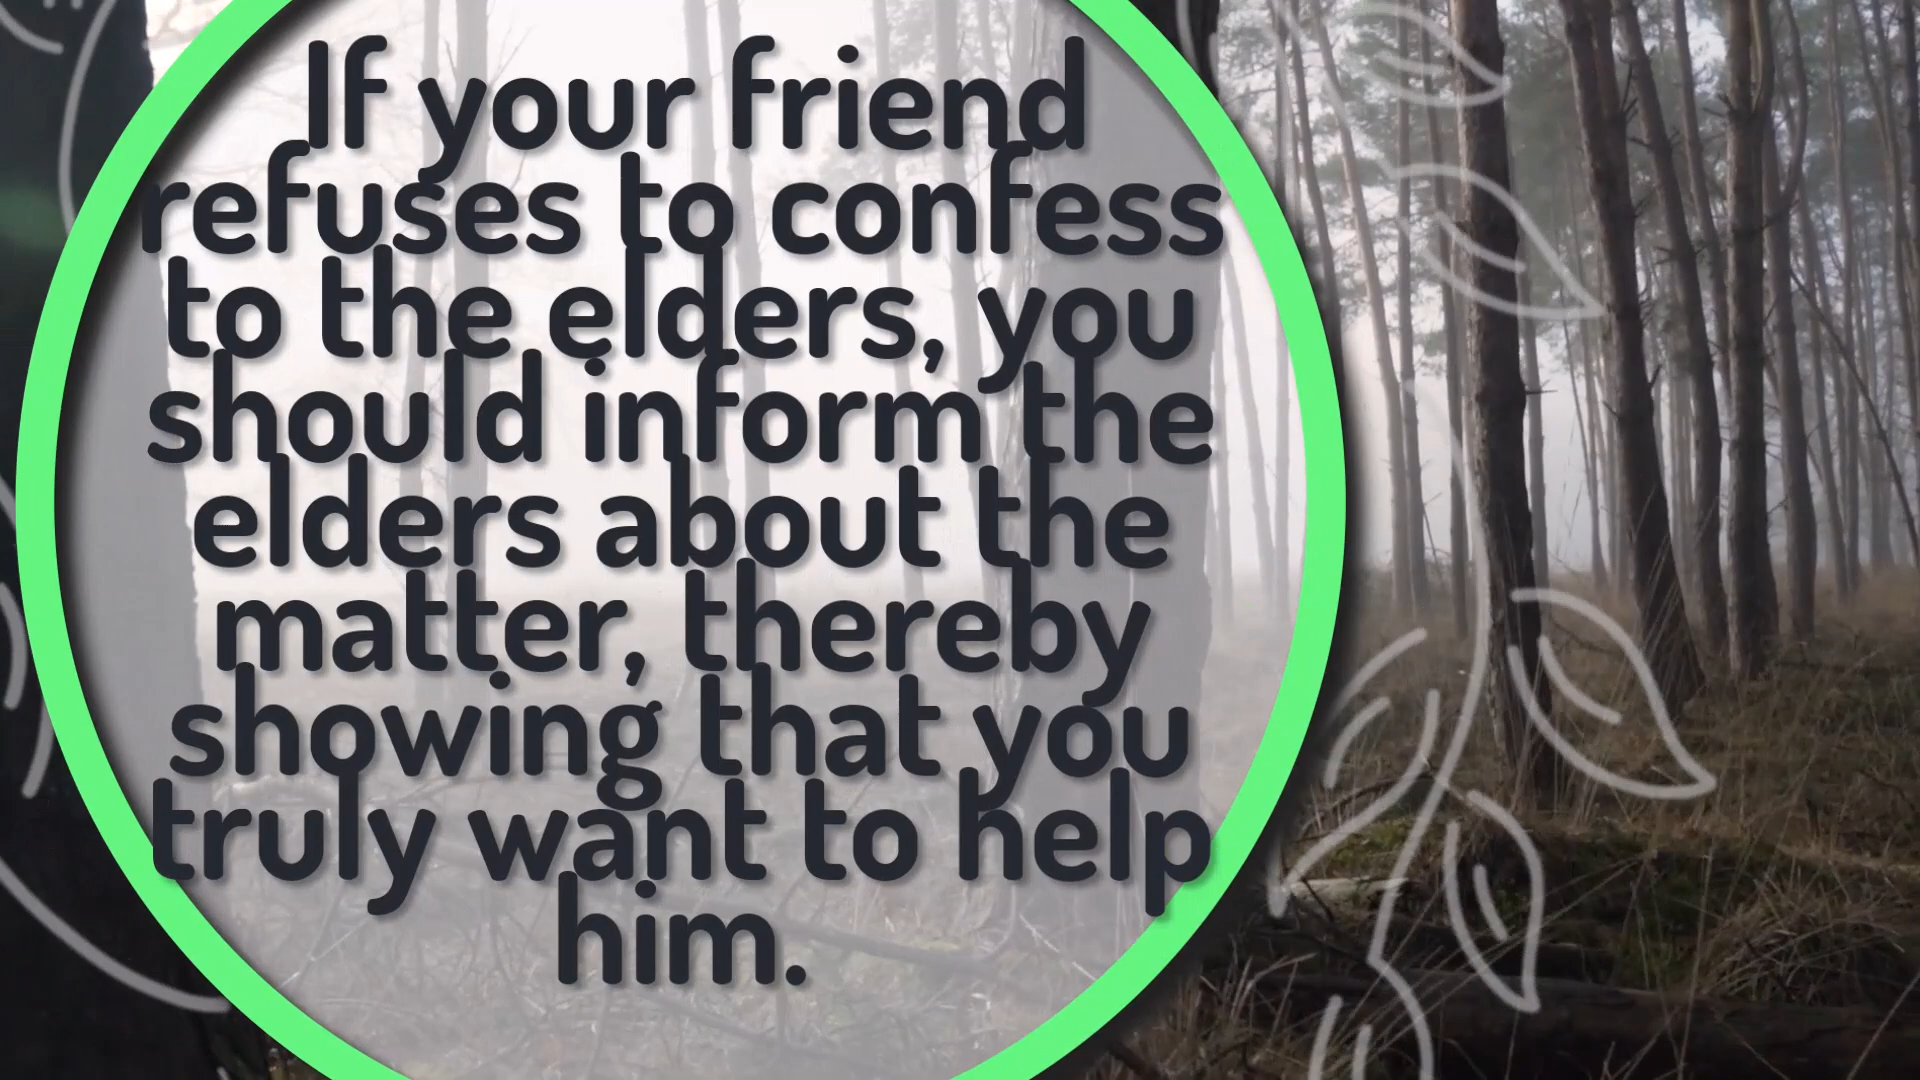 If your friend
refuses to confess
to the elders, you
should inform the
elders about the
matter, thereby
showing that you
truly want to help
him.